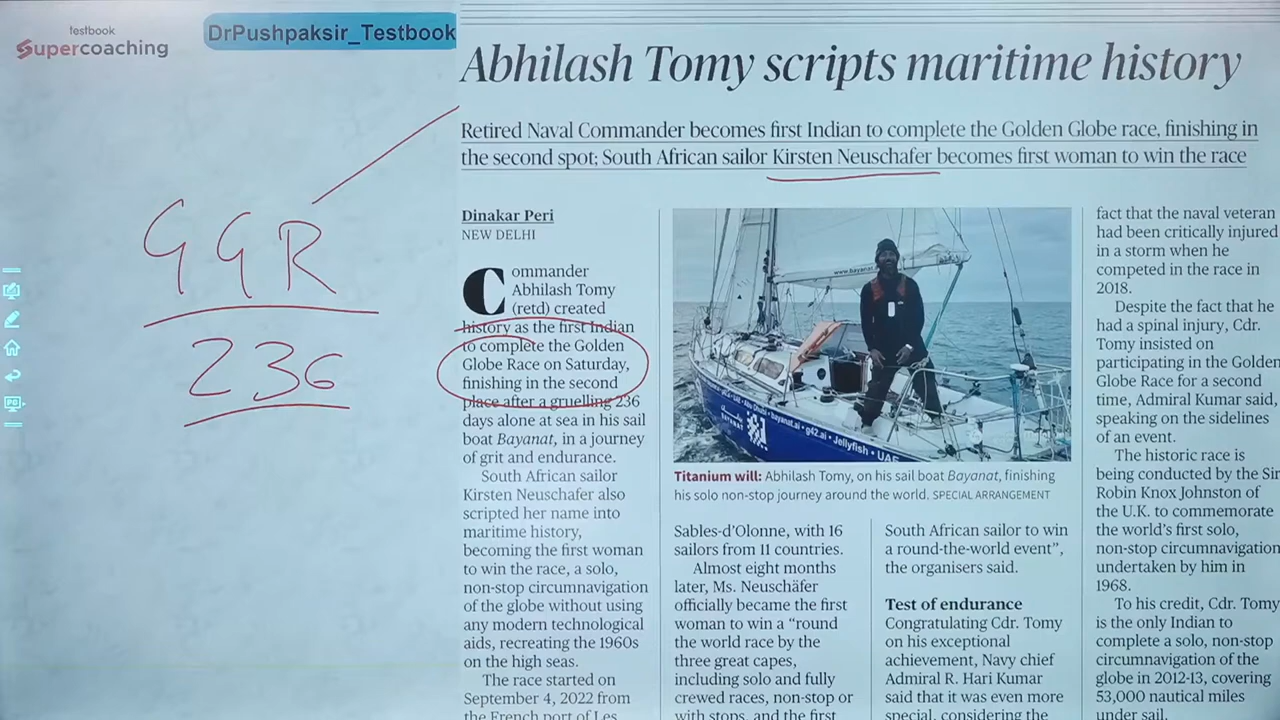 testbook
Supercoaching
DrPushpaksir_Testbook
GGR
236
Abhilash Tomy scripts maritime history
Retired Naval Commander becomes first Indian to complete the Golden Globe race, finishing in
the second spot; South African sailor Kirsten Neuschafer becomes first woman to win the race
Dinakar Peri
NEW DELHI
Commander
Abhilash Tomy
(retd) created
history as the first Indian
to complete the Golden
Globe Race on Saturday,
finishing in the second
place after a gruelling 236
days alone at sea in his sail
boat Bayanat, in a journey
of grit and endurance.
South African sailor
Kirsten Neuschafer also
scripted her name into
maritime history,
becoming the first woman
to win the race, a solo,
non-stop circumnavigation
of the globe without using
any modern technological
aids, recreating the 1960s
on the high seas.
The race started on
September 4, 2022 from
the French port of Les
www.bayanat
bayanat.ai • g42.ai • Jellyfish • UAE
Titanium will: Abhilash Tomy, on his sail boat Bayanat, finishing
his solo non-stop journey around the world. SPECIAL ARRANGEMENT
Sables-d'Olonne, with 16
sailors from 11 countries.
Almost eight months
later, Ms. Neuschäfer
officially became the first
woman to win a "round
the world race by the
three great capes,
including solo and fully
crewed races, non-stop or
with stops, and the first
South African sailor to win
a round-the-world event",
the organisers said.
Test of endurance
Congratulating Cdr. Tomy
on his exceptional
achievement, Navy chief
Admiral R. Hari Kumar
said that it was even more
special, considering the
fact that the naval veteran
had been critically injured
in a storm when he
competed in the race in
2018.
Despite the fact that he
had a spinal injury, Cdr.
Tomy insisted on
participating in the Golden
Globe Race for a second
time, Admiral Kumar said,
speaking on the sidelines
of an event.
The historic race is
being conducted by the Sir
Robin Knox Johnston of
the U.K. to commemorate
the world's first solo,
non-stop circumnavigation
undertaken by him in
1968.
To his credit, Cdr. Tomy
is the only Indian to
complete a solo, non-stop
circumnavigation of the
globe in 2012-13, covering
53,000 nautical miles
under sail.